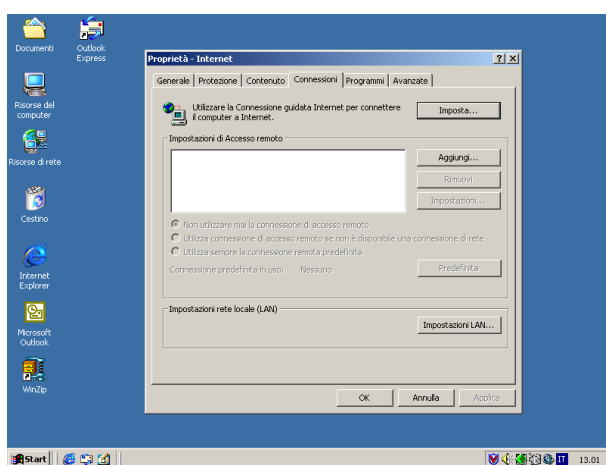 Documenti
Outlook
Express
Risorse del
computer
Risorse di rete
Cestino
Internet
Explorer
Microsoft
Outlook
WinZip
Proprietà - Internet
Generale
Protezione
Contenuto
Connessioni
Programmi
Avanzate
Utilizzare la Connessione guidata Internet per connettere
il computer a Internet.
Imposta...
Impostazioni di Accesso remoto
Aggiungi...
Rimuovi
Impostazioni...
Non utilizzare mai la connessione di accesso remoto
Utilizza connessione di accesso remoto se non è disponibile una connessione di rete
Utilizza sempre la connessione remota predefinita
Connessione predefinita in uso: Nessuno
Predefinita
Impostazioni rete locale (LAN)
Impostazioni LAN...
OK
Annulla
Applica
Start
IT
13.01